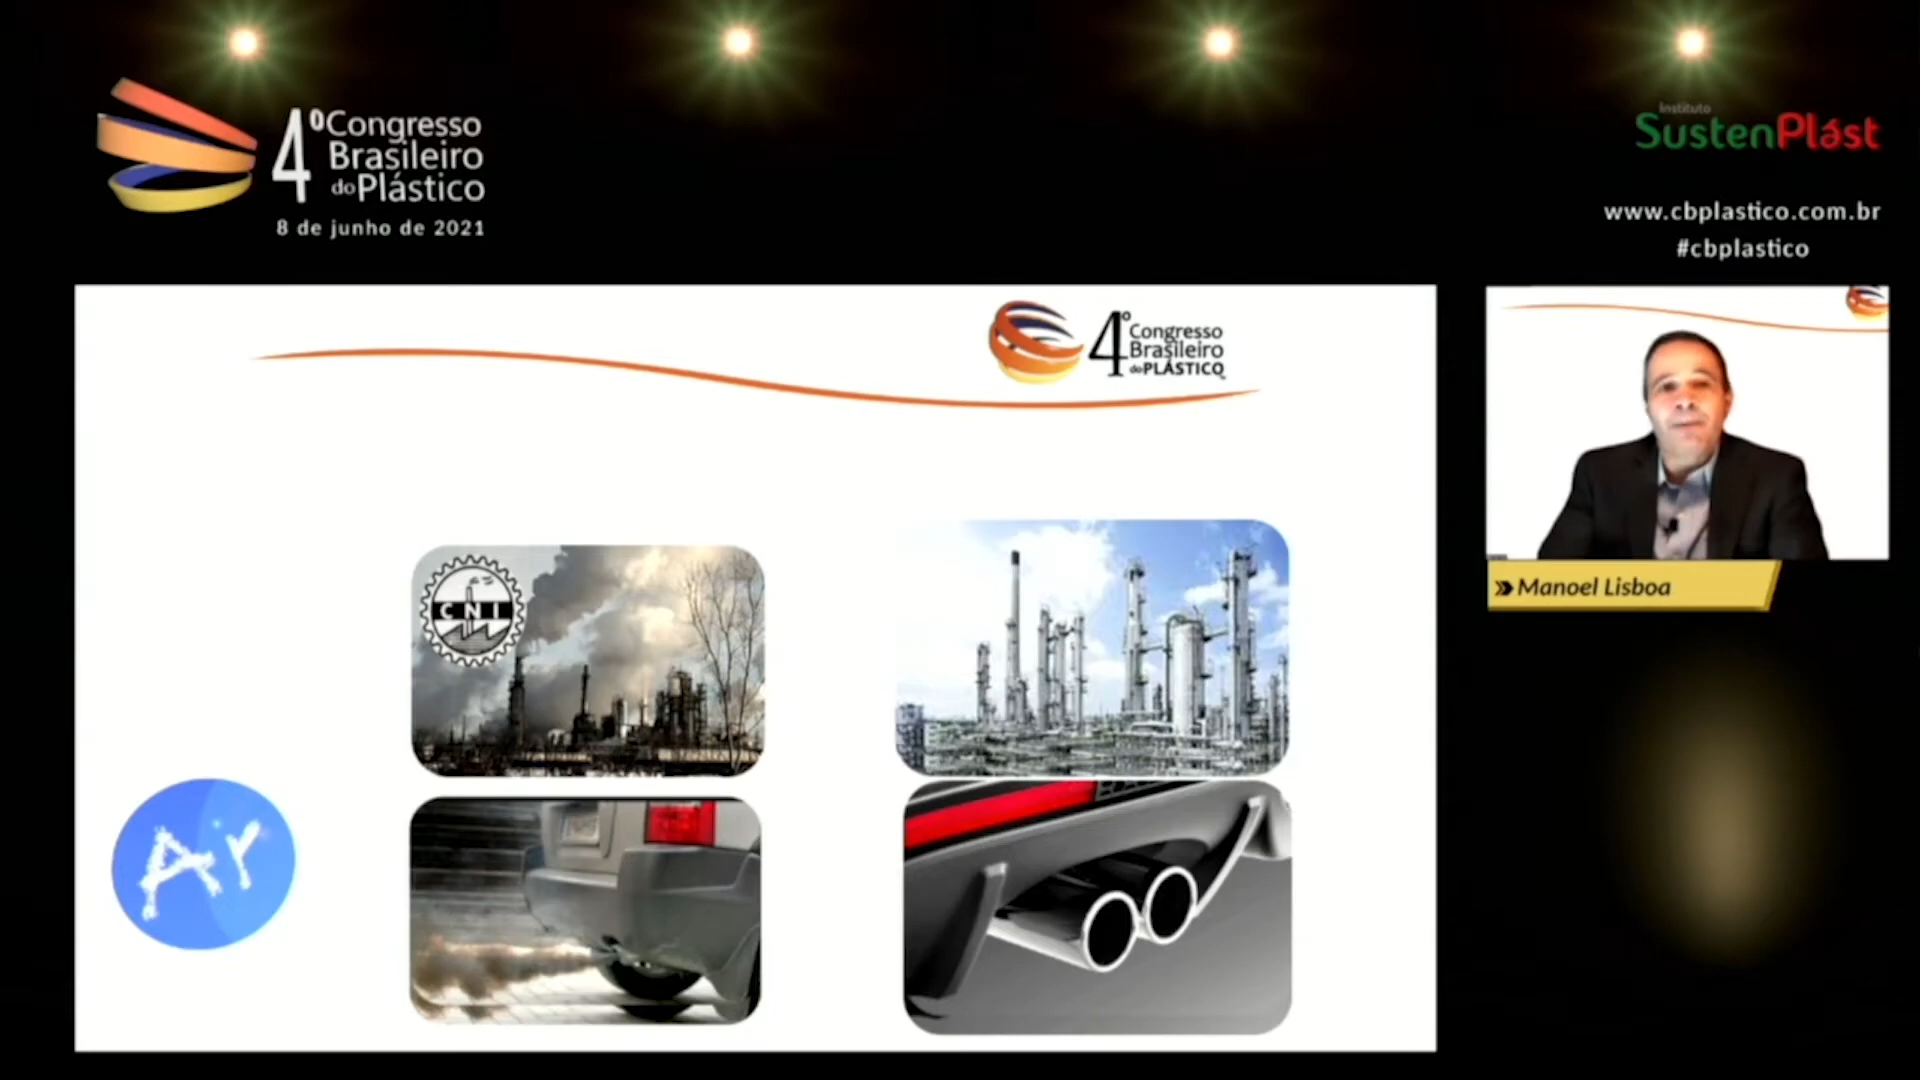 4º Congresso
Brasileiro
do Plástico
8 de junho de 2021
Instituto
SustenPlást
www.cbplastico.com.br
#cbplastico
4º Congresso
Brasileiro
do PLÁSTICO
CNI
Ar
Manoel Lisboa